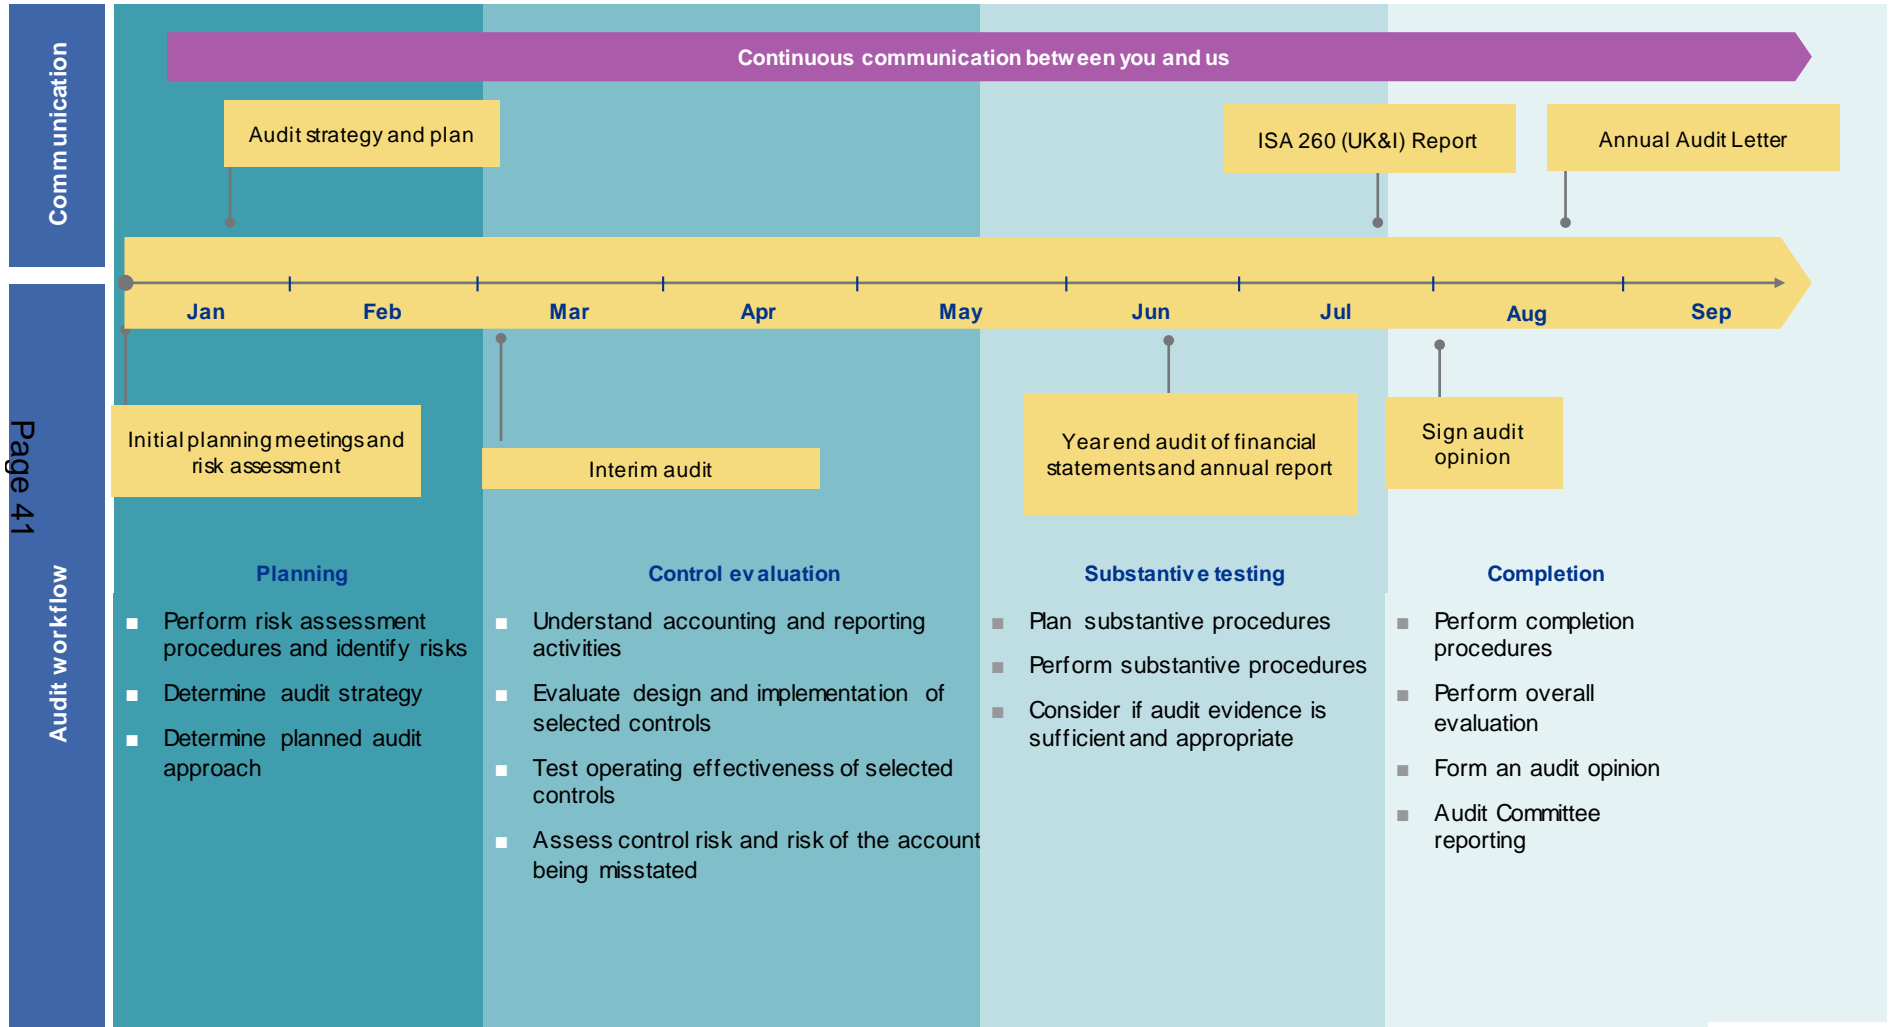 Communication
Continuous communication between you and us
Audit strategy and plan
ISA 260 (UK&I) Report
Annual Audit Letter
Jan
Feb
Mar
Apr
May
Jun
Jul
Aug
Sep
Page 41
Audit workflow
Initial planning meetings and
risk assessment
Interim audit
Year end audit of financial
statements and annual report
Sign audit
opinion
Planning
■ Perform risk assessment
procedures and identify risks
■ Determine audit strategy
■ Determine planned audit
approach
Control evaluation
■ Understand accounting and reporting
activities
■ Evaluate design and implementation of
selected controls
■ Test operating effectiveness of selected
controls
■ Assess control risk and risk of the account
being misstated
Substantive testing
■ Plan substantive procedures
■ Perform substantive procedures
■ Consider if audit evidence is
sufficient and appropriate
Completion
■ Perform completion
procedures
■ Perform overall
evaluation
■ Form an audit opinion
■ Audit Committee
reporting